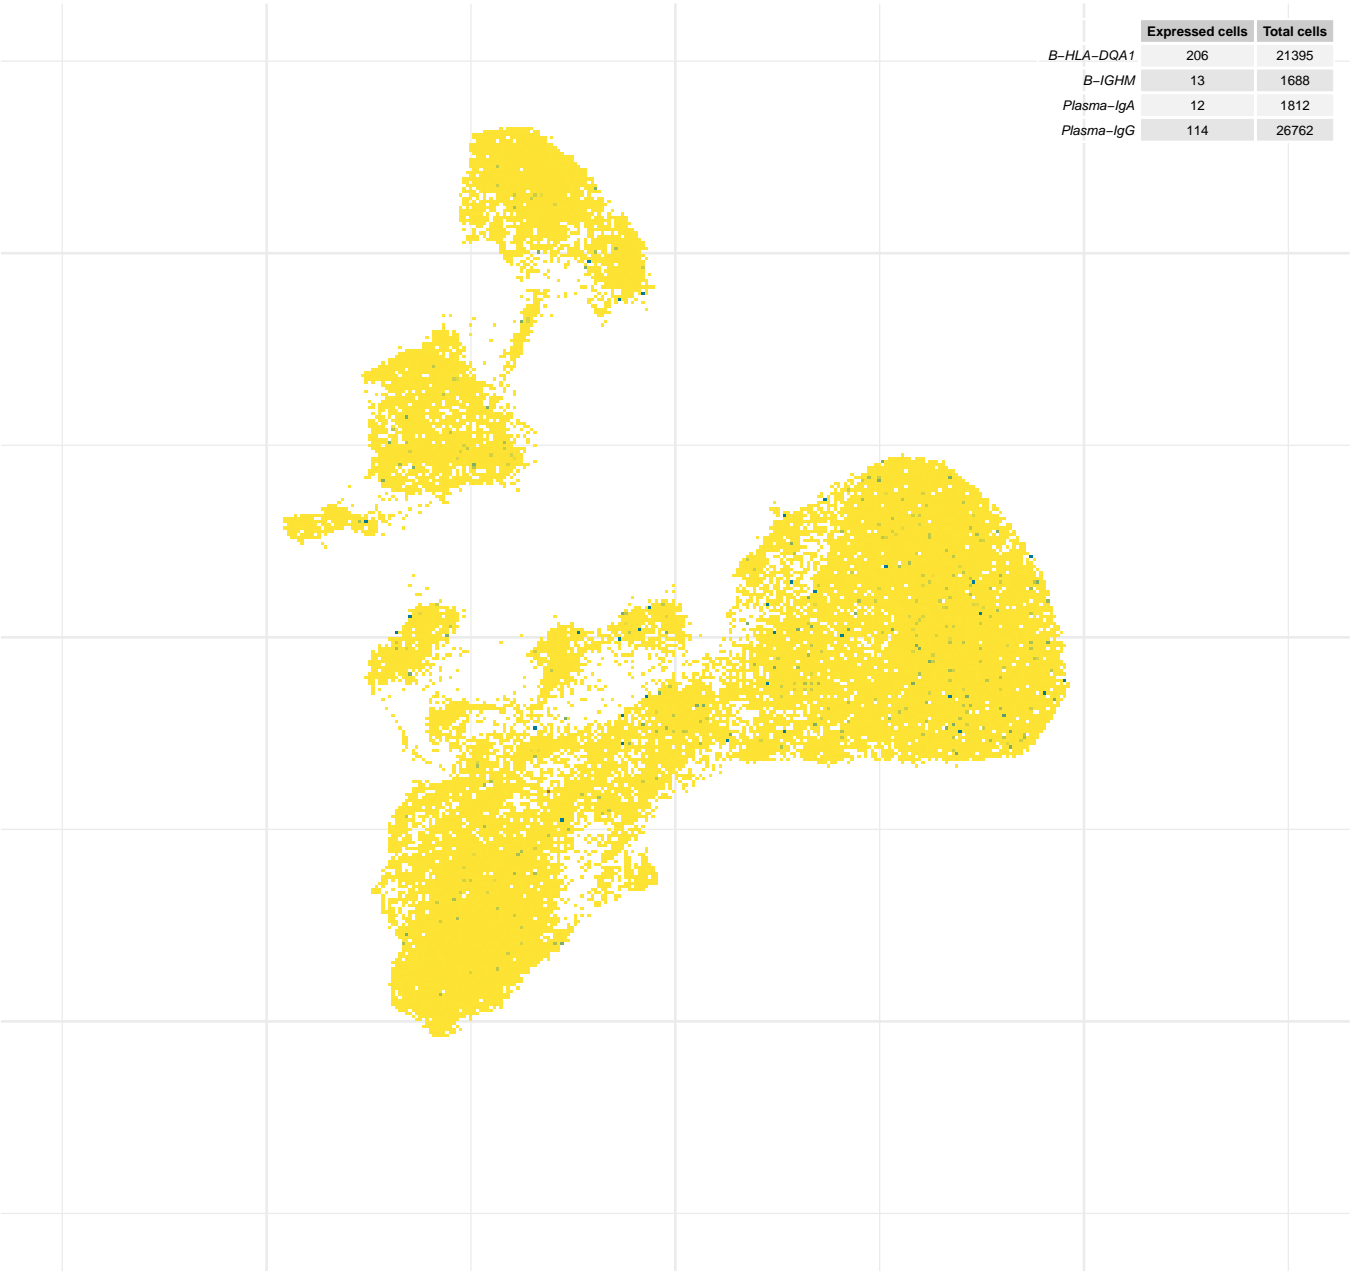 Expressed cells Total cells
B−HLA−DQA1 206 21395
B−IGHM 13 1688
Plasma−IgA 12 1812
Plasma−IgG 114 26762